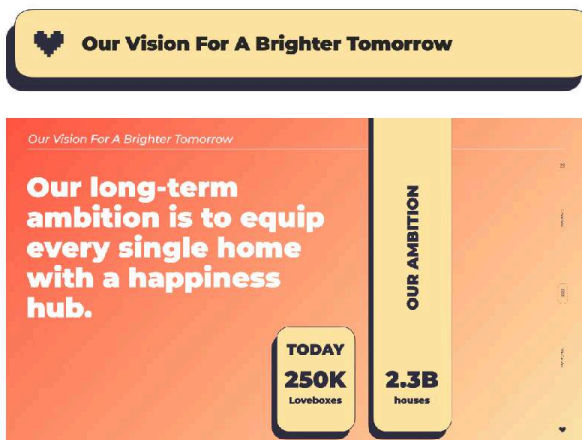 Our Vision For A Brighter Tomorrow
Our Vision For A Brighter Tomorrow
Our long-term
ambition is to equip
every single home
with a happiness
hub.
TODAY
250K
Loveboxes
OUR AMBITION
2.3B
houses